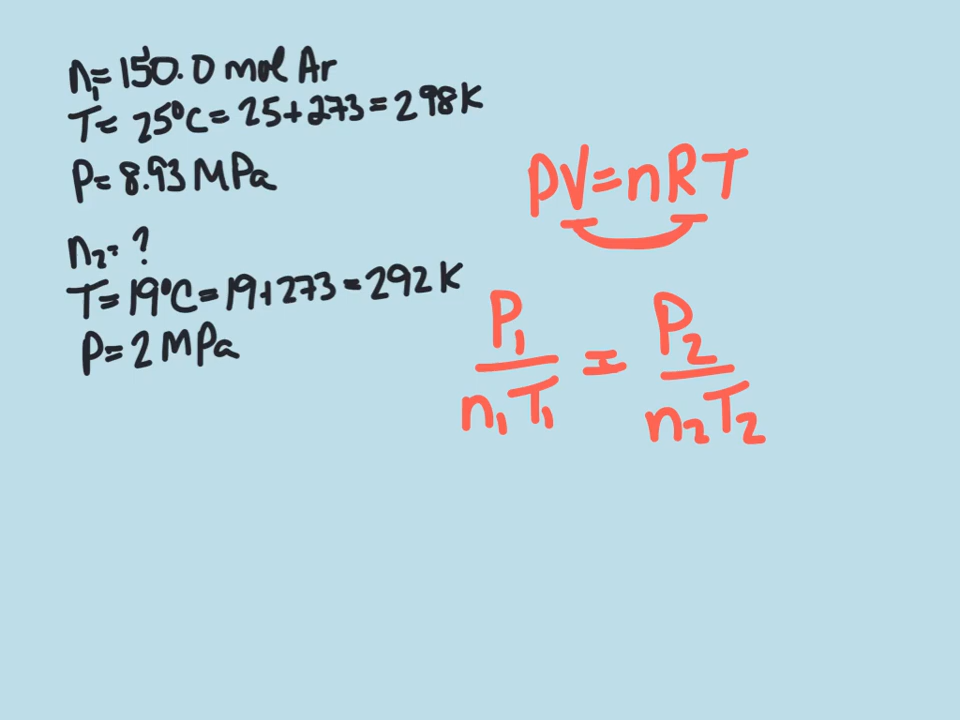 n₁=150.0 mol Ar
T= 25°C= 25+273=298K
P= 8.93 MPa
n₂= ?
T= 19°C= 19+273=292K
P= 2 MPa
PV=nRT
P₁/n₁T₁ = P₂/n₂T₂